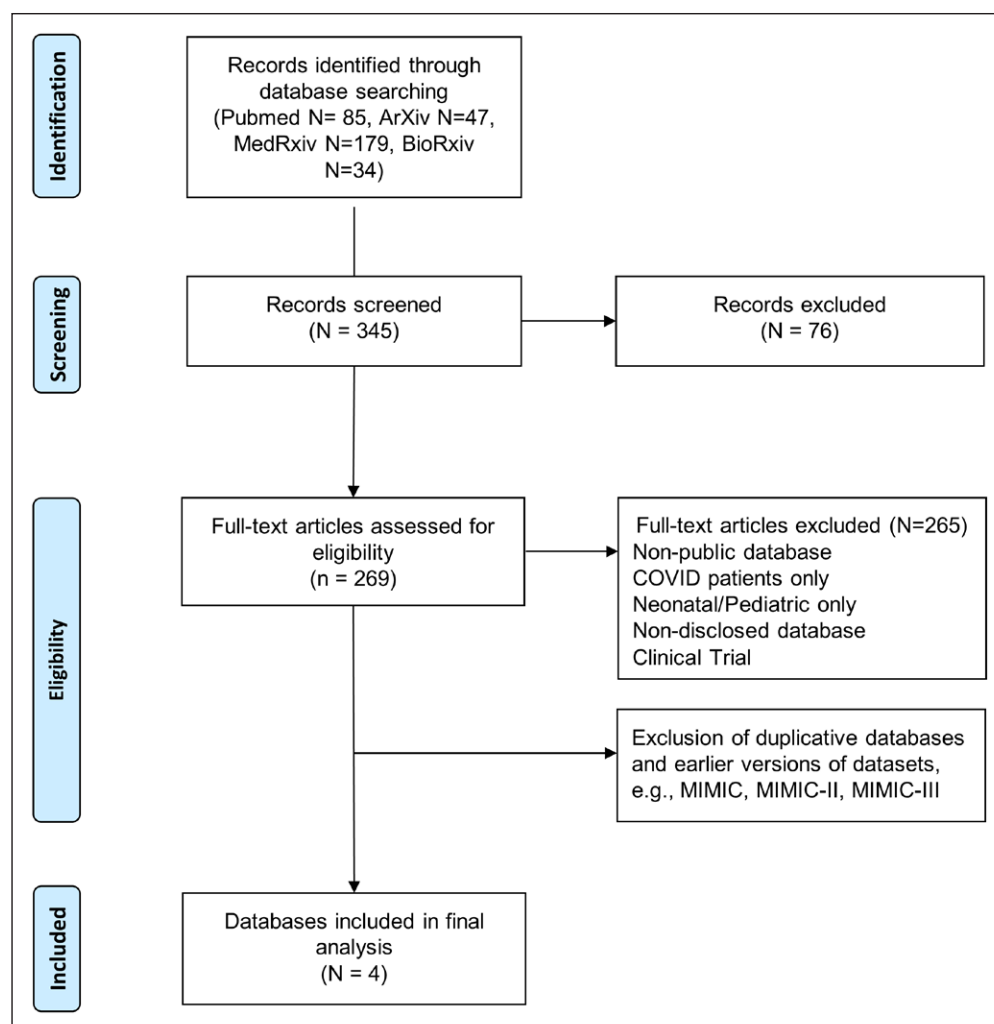 Identification
Records identified through
database searching
(Pubmed N= 85, ArXiv N=47,
MedRxiv N=179, BioRxiv
N=34)
Screening
Records screened
(N = 345)
Records excluded
(N = 76)
Eligibility
Full-text articles assessed for
eligibility
(n = 269)
Full-text articles excluded (N=265)
Non-public database
COVID patients only
Neonatal/Pediatric only
Non-disclosed database
Clinical Trial
Exclusion of duplicative databases
and earlier versions of datasets,
e.g., MIMIC, MIMIC-II, MIMIC-III
Included
Databases included in final
analysis
(N = 4)